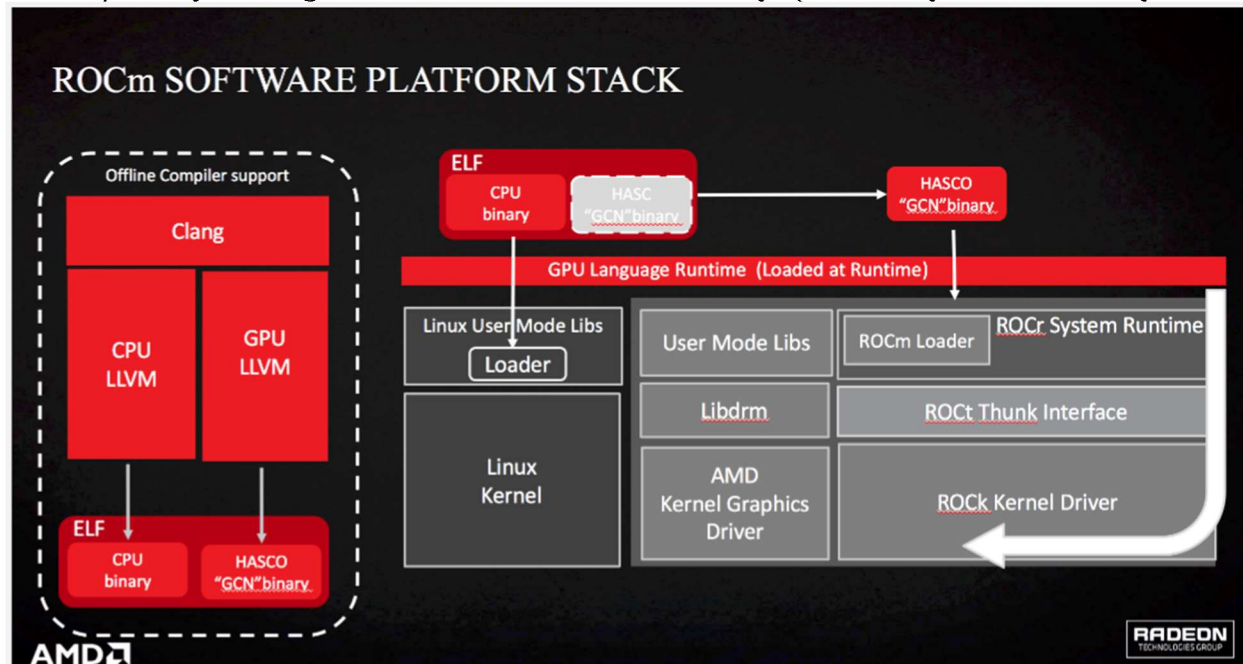 ROCm SOFTWARE PLATFORM STACK
Offline Compiler support
Clang
CPU
LLVM
GPU
LLVM
ELF
CPU
binary
HASCO
"GCN"binary
ELF
CPU
binary
HASC
"GCN"binary
HASCO
"GCN"binary
GPU Language Runtime (Loaded at Runtime)
Linux User Mode Libs
Loader
Linux
Kernel
User Mode Libs
Libdrm
AMD
Kernel Graphics
Driver
ROCm Loader
ROCr System Runtime
ROCt Thunk Interface
ROCk Kernel Driver
AMD
RADEON
TECHNOLOGIES GROUP